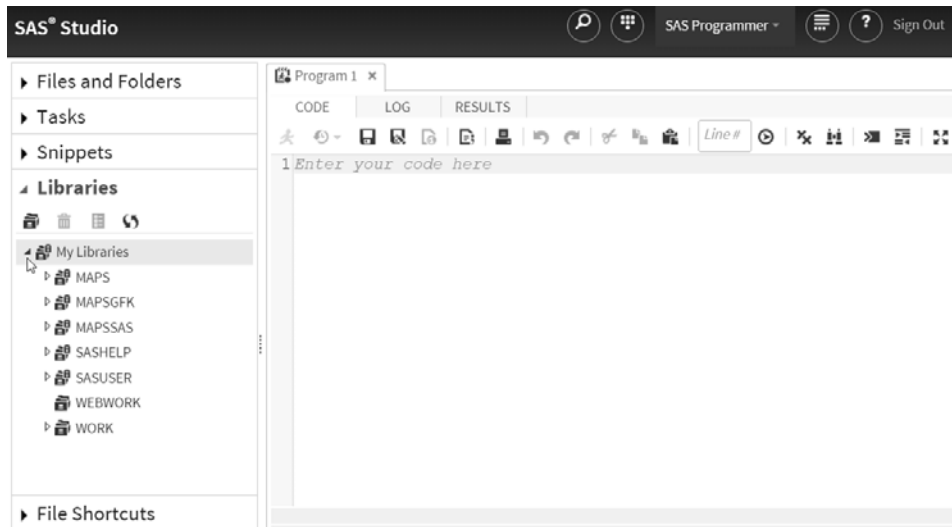 SAS® Studio
SAS Programmer
?
Sign Out
Files and Folders
Tasks
Snippets
Libraries
My Libraries
MAPS
MAPSGFK
MAPSSAS
SASHELP
SASUSER
WEBWORK
WORK
File Shortcuts
Program 1 ×
CODE LOG RESULTS
Line #
1 Enter your code here